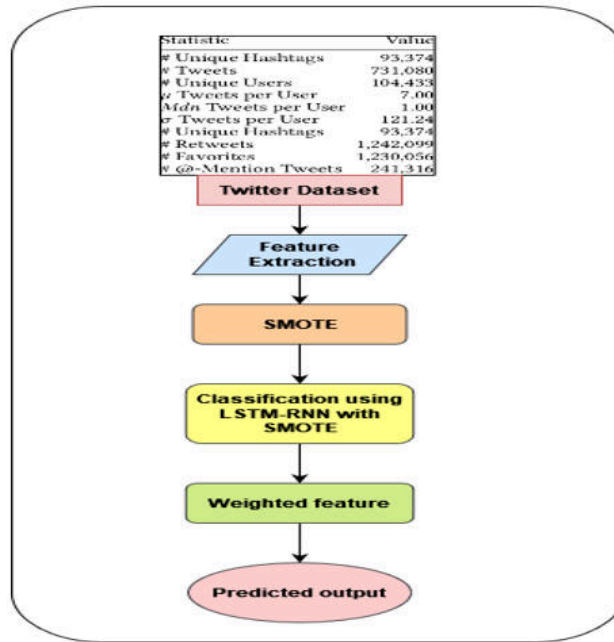 Statistic Value
# Unique Hashtags 93,374
# Tweets 731,080
# Unique Users 104,433
μ Tweets per User 7.00
Mdn Tweets per User 1.00
σ Tweets per User 121.24
# Unique Hashtags 93,374
# Retweets 1,242,099
# Favorites 1,230,056
# @-Mention Tweets 241,316
Twitter Dataset
Feature
Extraction
SMOTE
Classification using
LSTM-RNN with
SMOTE
Weighted feature
Predicted output